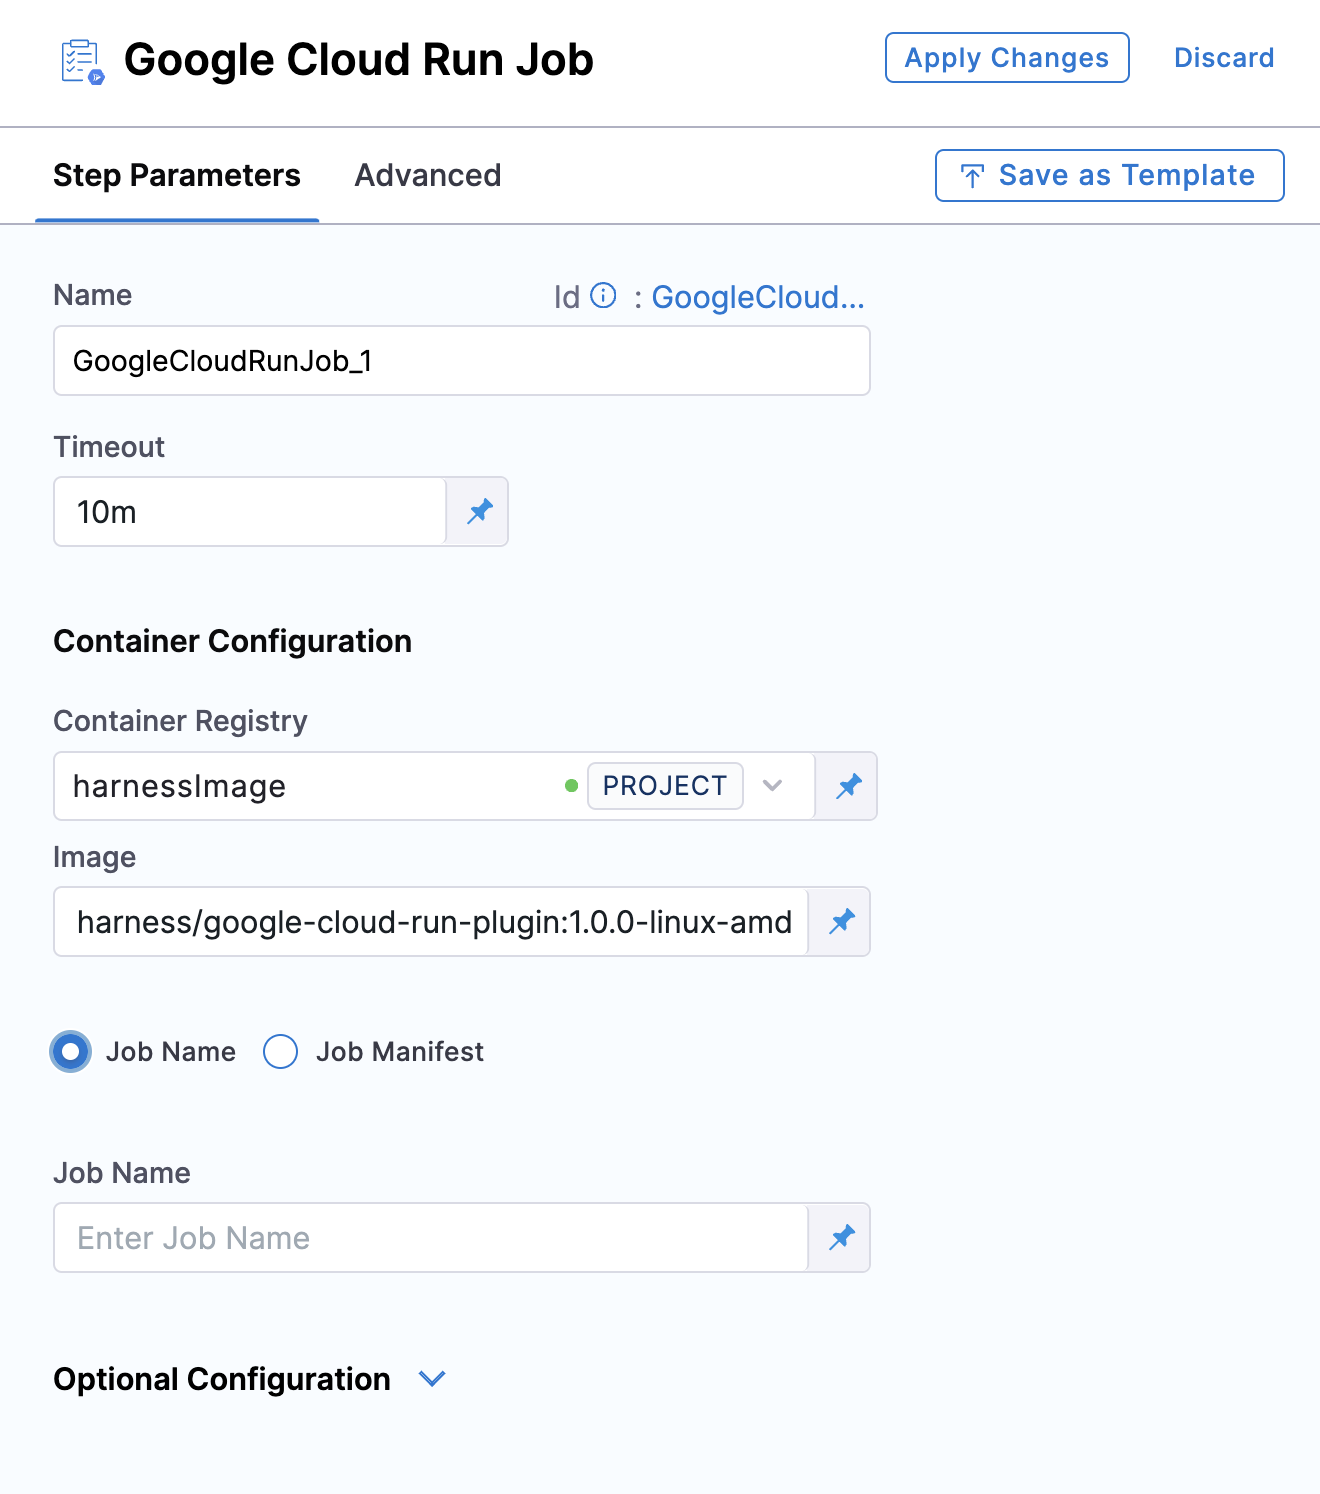 Google Cloud Run Job
Apply Changes
Discard
Step Parameters
Advanced
Save as Template
Name
Id : GoogleCloud...
GoogleCloudRunJob_1
Timeout
10m
Container Configuration
Container Registry
harnessImage
PROJECT
Image
harness/google-cloud-run-plugin:1.0.0-linux-amd
Job Name
Job Manifest
Job Name
Enter Job Name
Optional Configuration